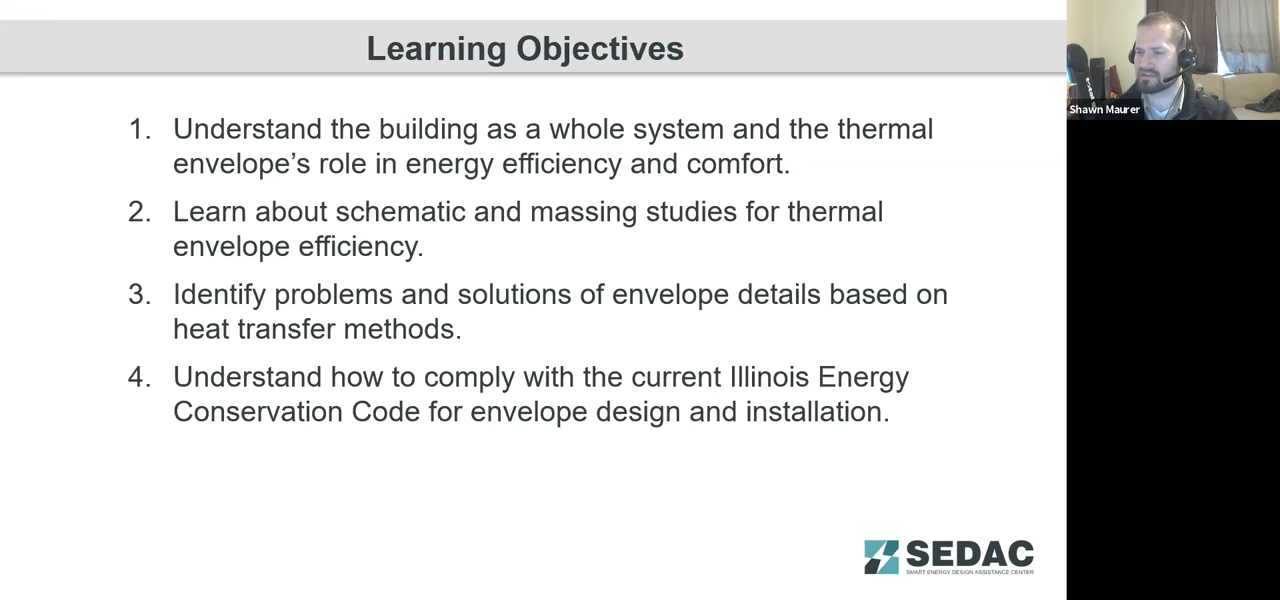 Learning Objectives
1. Understand the building as a whole system and the thermal
envelope's role in energy efficiency and comfort.
2. Learn about schematic and massing studies for thermal
envelope efficiency.
3. Identify problems and solutions of envelope details based on
heat transfer methods.
4. Understand how to comply with the current Illinois Energy
Conservation Code for envelope design and installation.
Shawn Maurer
SEDAC
SMART ENERGY DESIGN ASSISTANCE CENTER